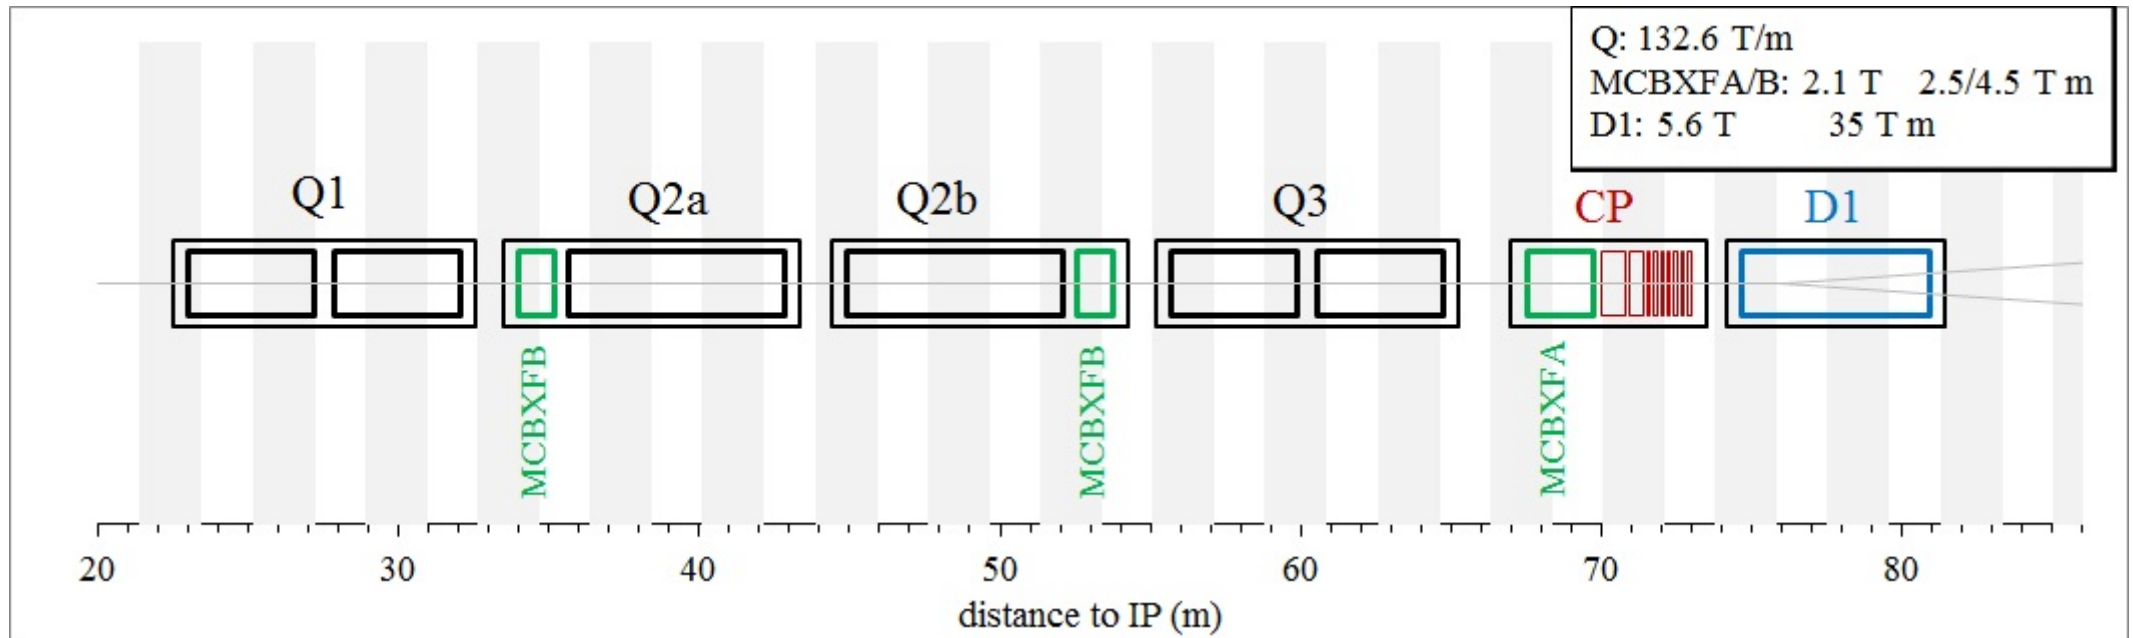 Q: 132.6 T/m
MCBXFA/B: 2.1 T 2.5/4.5 T m
D1: 5.6 T 35 T m
Q1 Q2a Q2b Q3 CP D1
MCBXFB
MCBXFB
MCBXFA
20 30 40 50 60 70 80
distance to IP (m)